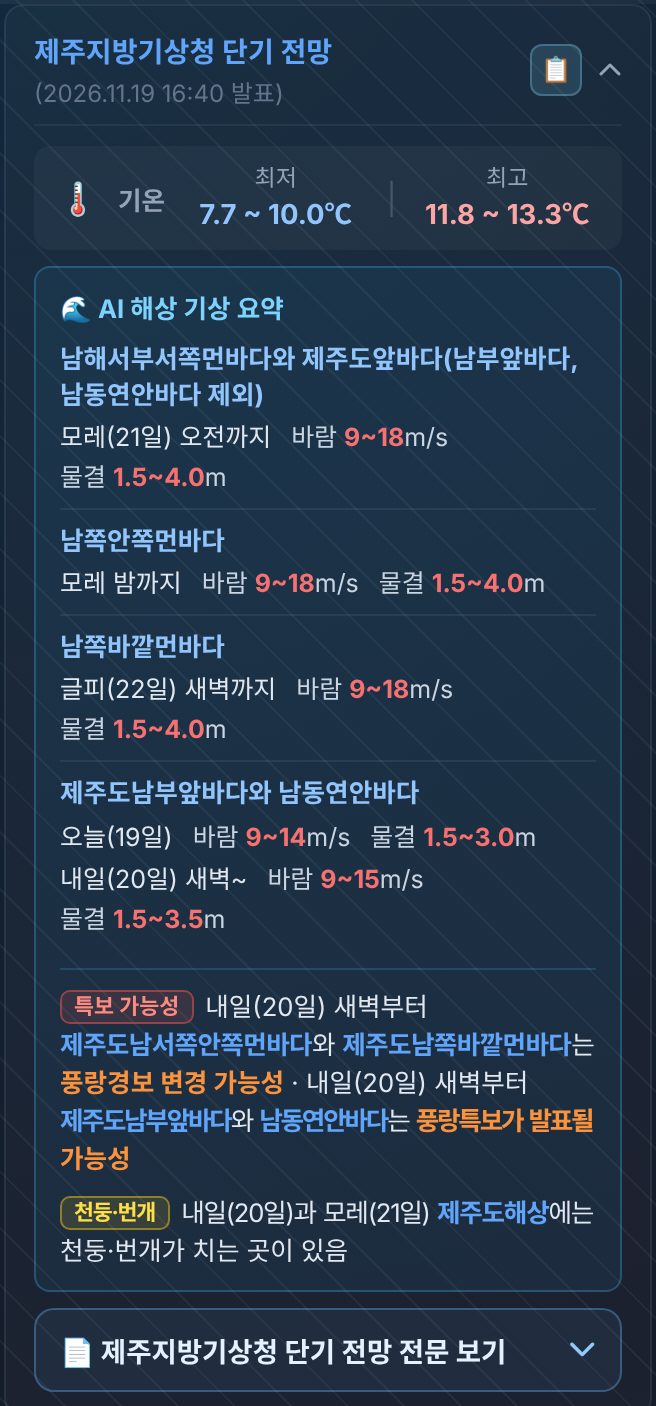 제주지방기상청 단기 전망
(2026.11.19 16:40 발표)
기온
최저
7.7 ~ 10.0℃
최고
11.8 ~ 13.3℃
AI 해상 기상 요약
남해서부서쪽먼바다와 제주도앞바다(남부앞바다,
남동연안바다 제외)
모레(21일) 오전까지 바람 9~18m/s
물결 1.5~4.0m
남쪽안쪽먼바다
모레 밤까지 바람 9~18m/s 물결 1.5~4.0m
남쪽바깥먼바다
글피(22일) 새벽까지 바람 9~18m/s
물결 1.5~4.0m
제주도남부앞바다와 남동연안바다
오늘(19일) 바람 9~14m/s 물결 1.5~3.0m
내일(20일) 새벽~ 바람 9~15m/s
물결 1.5~3.5m
특보 가능성 내일(20일) 새벽부터
제주도남서쪽안쪽먼바다와 제주도남쪽바깥먼바다는
풍랑경보 변경 가능성 · 내일(20일) 새벽부터
제주도남부앞바다와 남동연안바다는 풍랑특보가 발표될
가능성
천둥·번개 내일(20일)과 모레(21일) 제주도해상에는
천둥·번개가 치는 곳이 있음
제주지방기상청 단기 전망 전문 보기